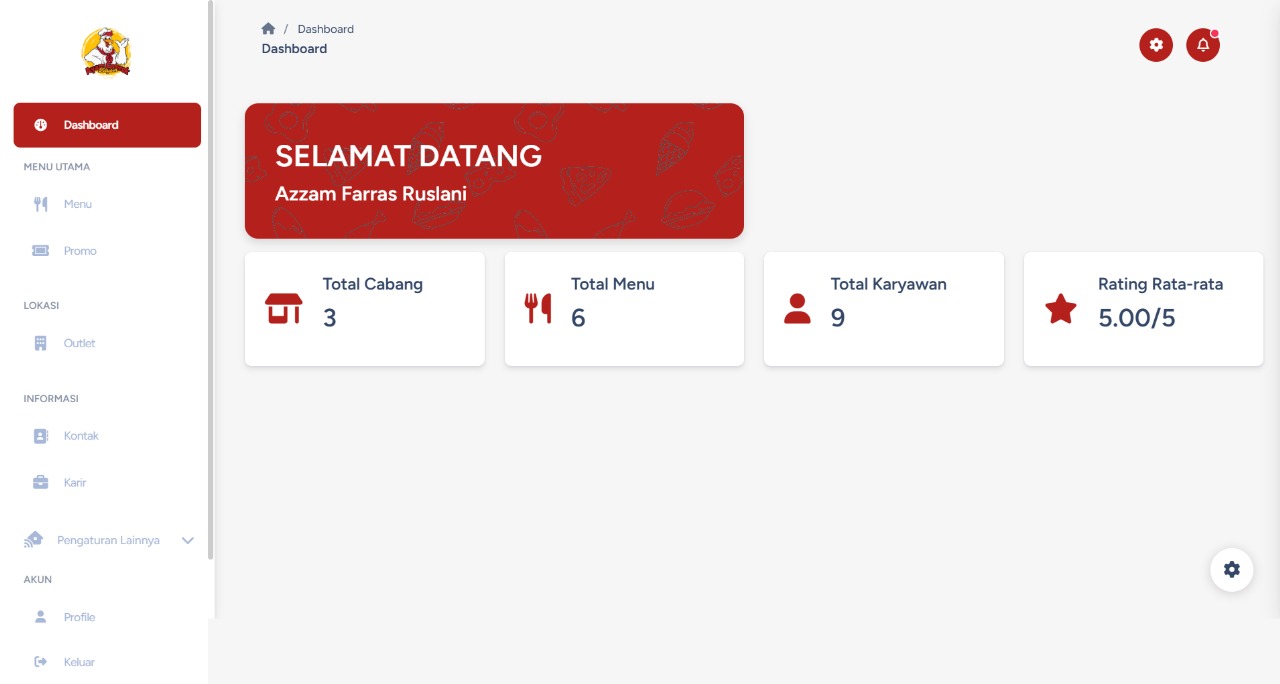 / Dashboard
Dashboard
Dashboard
MENU UTAMA
Menu
Promo
LOKASI
Outlet
INFORMASI
Kontak
Karir
Pengaturan Lainnya
AKUN
Profile
Keluar
SELAMAT DATANG
Azzam Farras Ruslani
Total Cabang
3
Total Menu
6
Total Karyawan
9
Rating Rata-rata
5.00/5